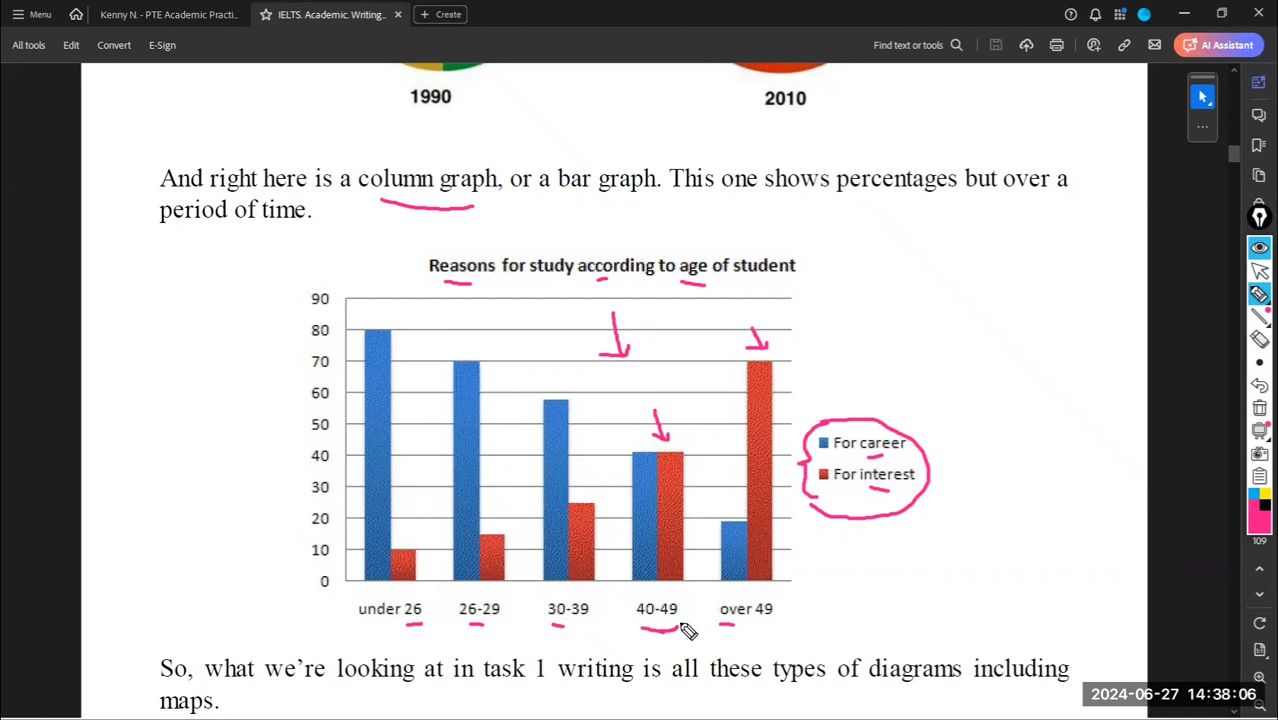 Menu
Kenny N. - PTE Academic Practi...
IELTS. Academic. Writing...
Create
All tools Edit Convert E-Sign
Find text or tools
AI Assistant
1990 2010
And right here is a column graph, or a bar graph. This one shows percentages but over a
period of time.
Reasons for study according to age of student
90
80
70
60
50
40
30
20
10
0
For career
For interest
under 26 26-29 30-39 40-49 over 49
So, what we're looking at in task 1 writing is all these types of diagrams including
maps.
109
2024-06-27 14:38:06